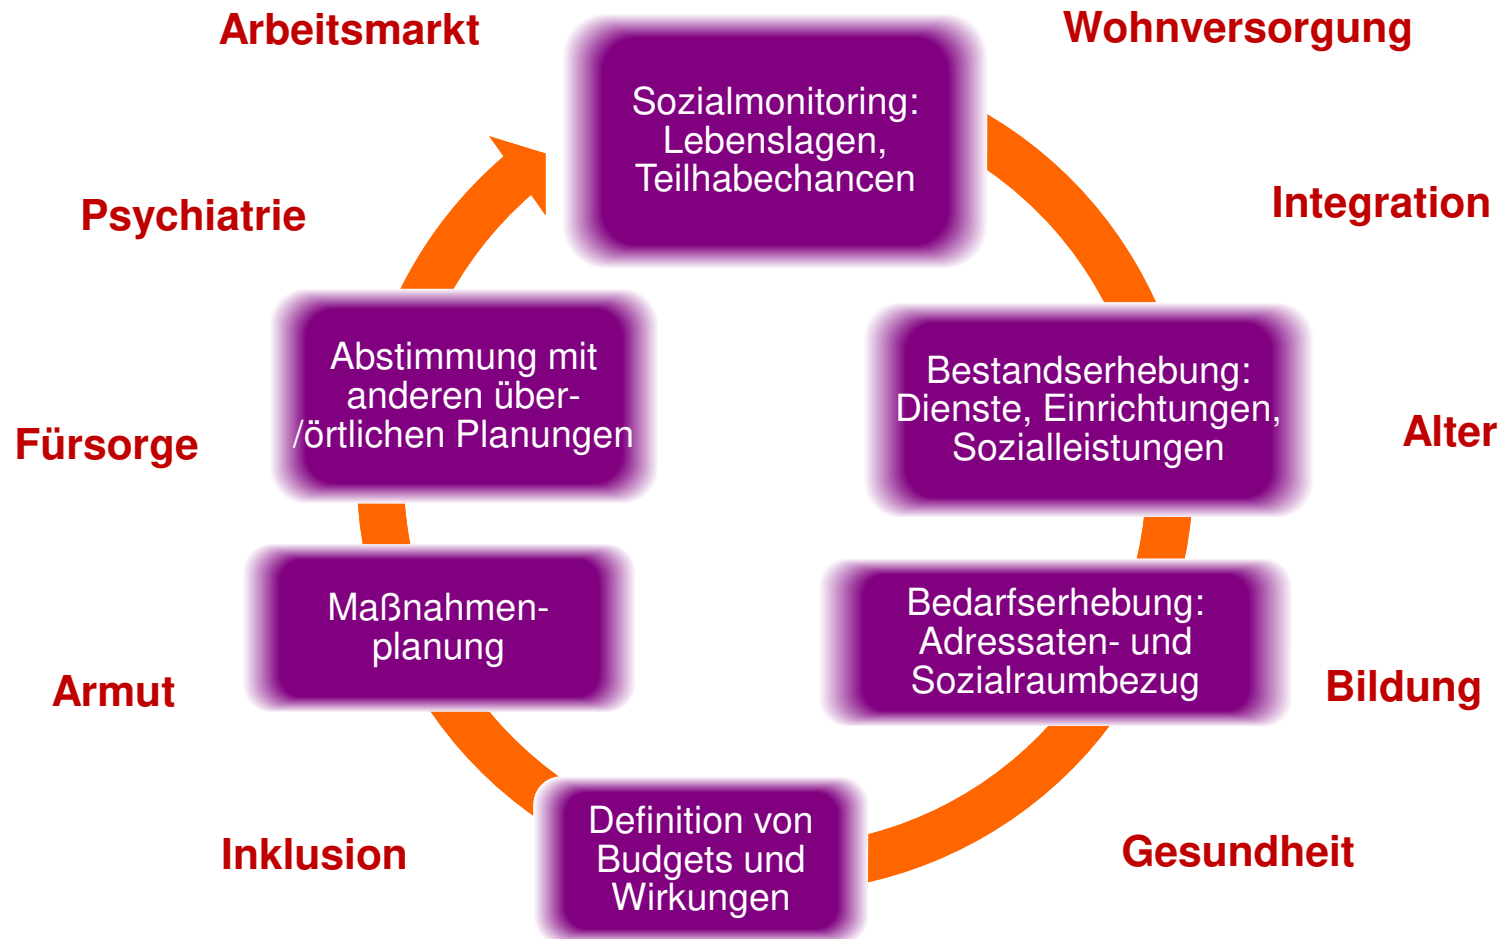 Arbeitsmarkt
Wohnversorgung
Sozialmonitoring:
Lebenslagen,
Teilhabechancen
Psychiatrie
Integration
Abstimmung mit
anderen über-
/örtlichen Planungen
Bestandserhebung:
Dienste, Einrichtungen,
Sozialleistungen
Fürsorge
Alter
Maßnahmen-
planung
Bedarfserhebung:
Adressaten- und
Sozialraumbezug
Armut
Bildung
Definition von
Budgets und
Wirkungen
Inklusion
Gesundheit